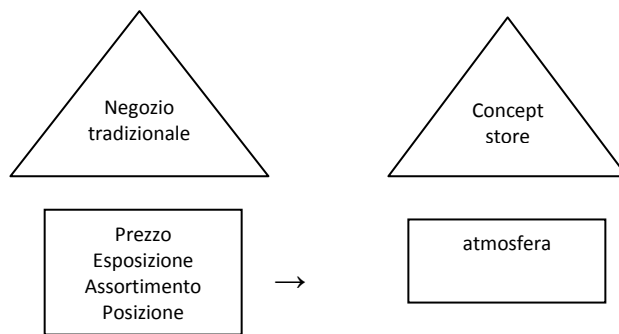 Negozio
tradizionale
Concept
store
Prezzo
Esposizione
Assortimento
Posizione
→
atmosfera